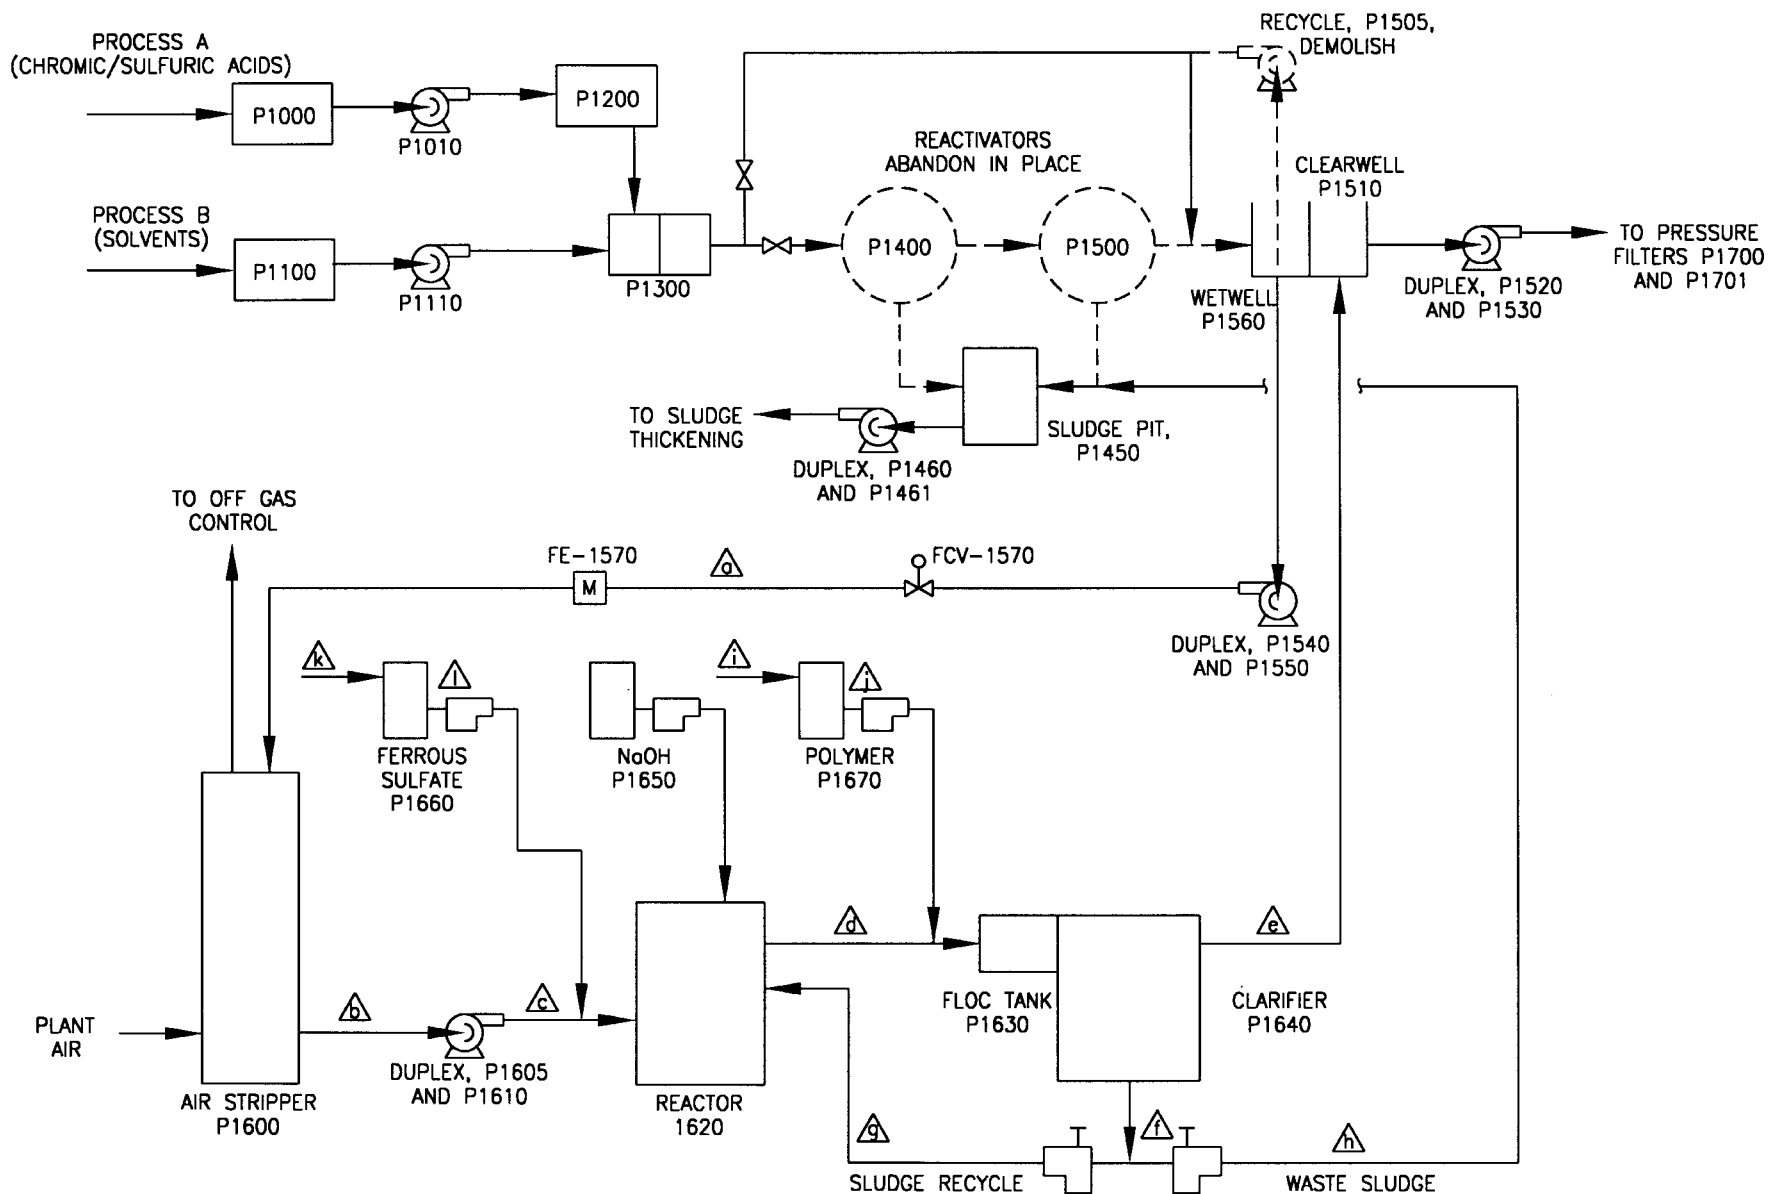 PROCESS A
(CHROMIC/SULFURIC ACIDS)
P1000
P1010
P1200
RECYCLE, P1505,
DEMOLISH
REACTIVATORS
ABANDON IN PLACE
CLEARWELL
P1510
PROCESS B
(SOLVENTS)
P1100
P1110
P1300
P1400
P1500
WETWELL
P1560
DUPLEX, P1520
AND P1530
TO PRESSURE
FILTERS P1700
AND P1701
TO SLUDGE
THICKENING
DUPLEX, P1460
AND P1461
SLUDGE PIT,
P1450
TO OFF GAS
CONTROL
FE-1570
M
a
FCV-1570
DUPLEX, P1540
AND P1550
k
l
FERROUS
SULFATE
P1660
NaOH
P1650
i
j
POLYMER
P1670
PLANT
AIR
AIR STRIPPER
P1600
b
DUPLEX, P1605
AND P1610
c
REACTOR
1620
d
FLOC TANK
P1630
e
CLARIFIER
P1640
g
SLUDGE RECYCLE
f
h
WASTE SLUDGE